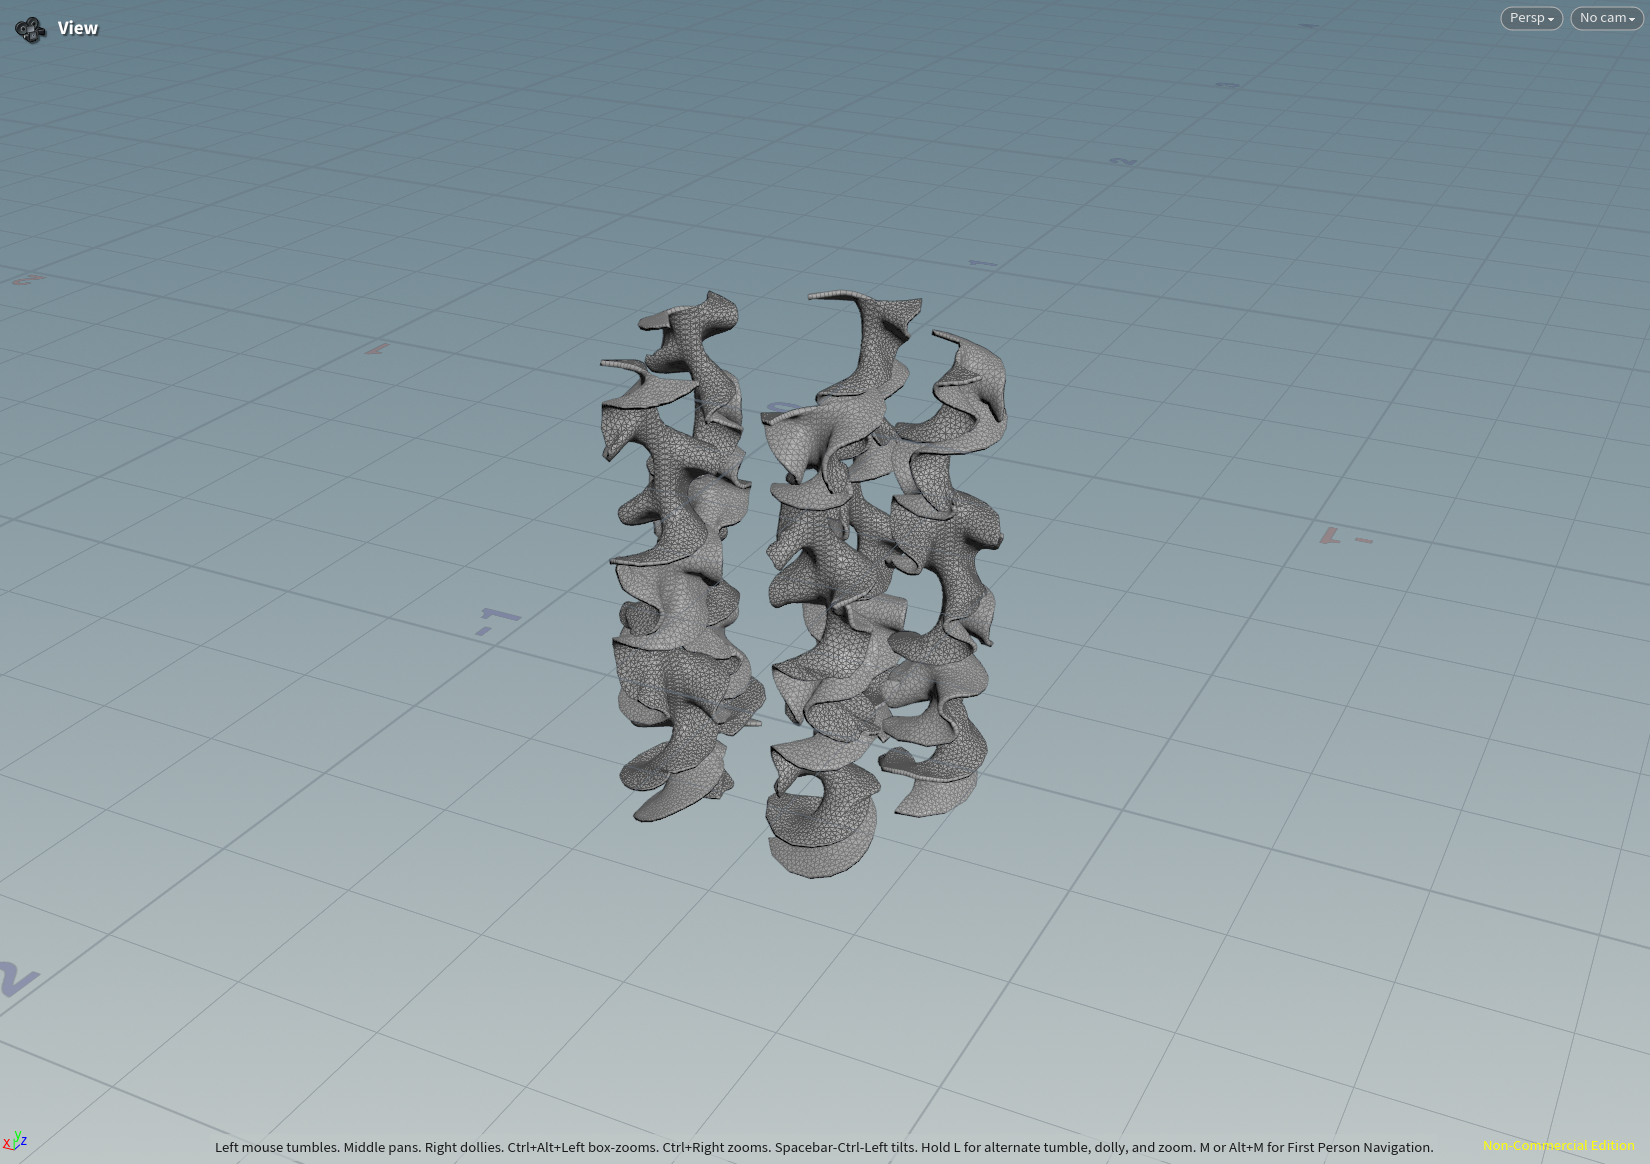 View
Persp
No cam
2
1
0
-1
-1
2
x y z
Left mouse tumbles. Middle pans. Right dollies. Ctrl+Alt+Left box-zooms. Ctrl+Right zooms. Spacebar-Ctrl-Left tilts. Hold L for alternate tumble, dolly, and zoom. M or Alt+M for First Person Navigation.
Non-Commercial Edition